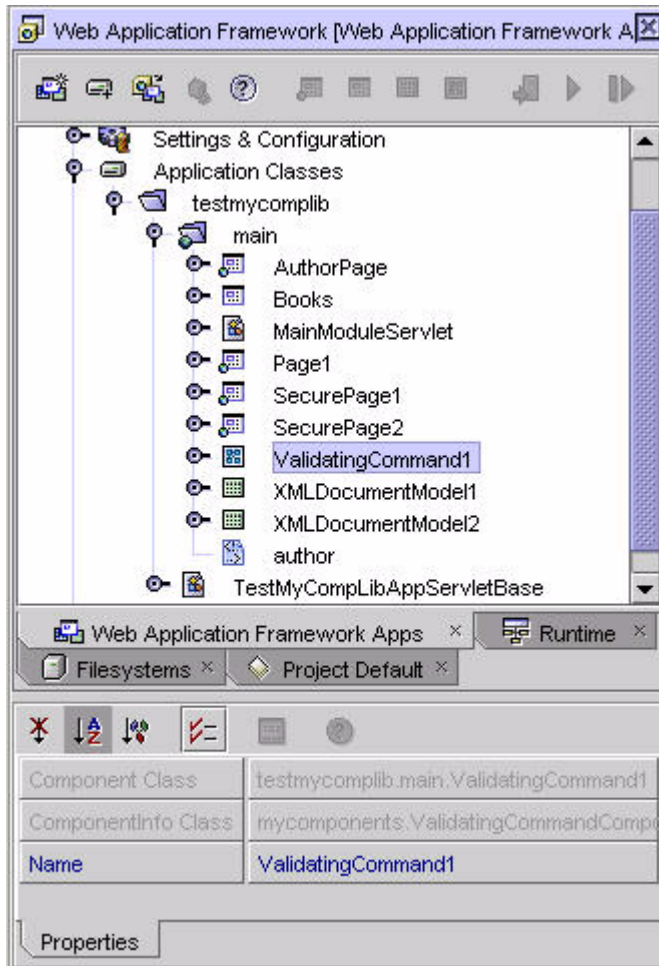 Web Application Framework [Web Application Framework A
Settings & Configuration
Application Classes
testmycomplib
main
AuthorPage
Books
MainModuleServlet
Page1
SecurePage1
SecurePage2
ValidatingCommand1
XMLDocumentModel1
XMLDocumentModel2
author
TestMyCompLibAppServletBase
Web Application Framework Apps Runtime
Filesystems Project Default
Component Class testmycomplib.main.ValidatingCommand1
ComponentInfo Class mycomponents.ValidatingCommandCompo
Name ValidatingCommand1
Properties